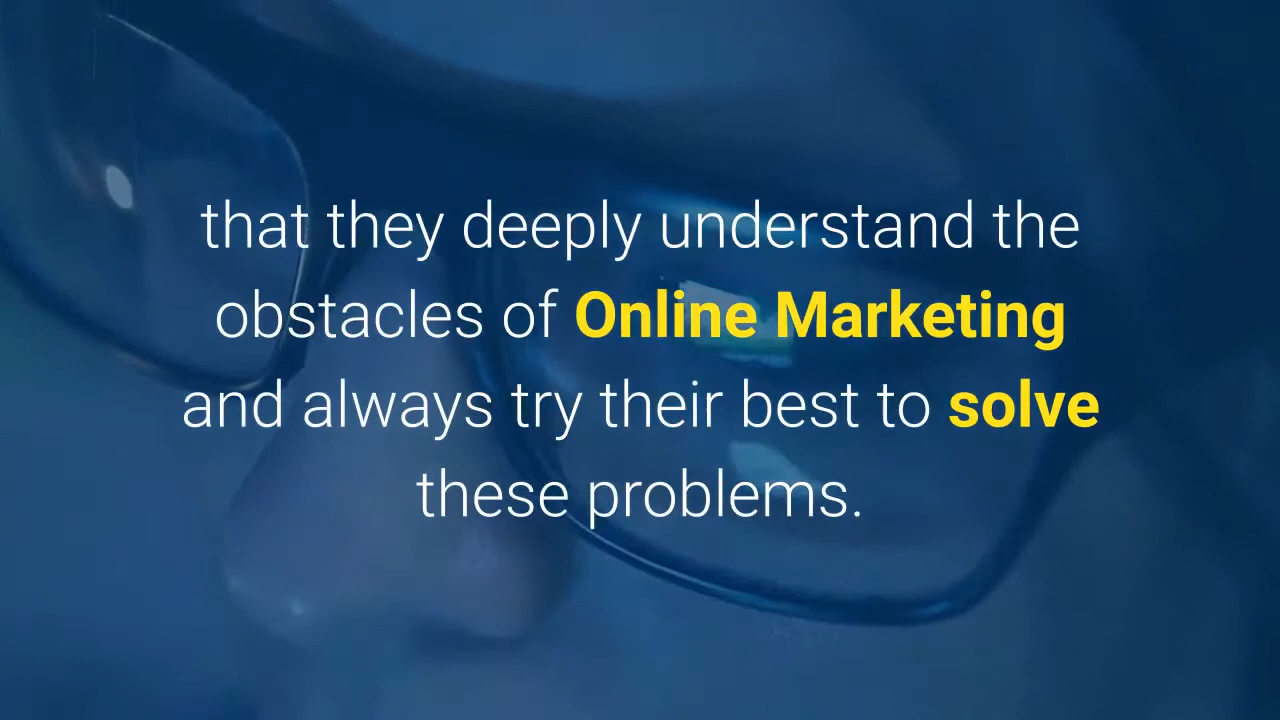 that they deeply understand the
obstacles of Online Marketing
and always try their best to solve
these problems.